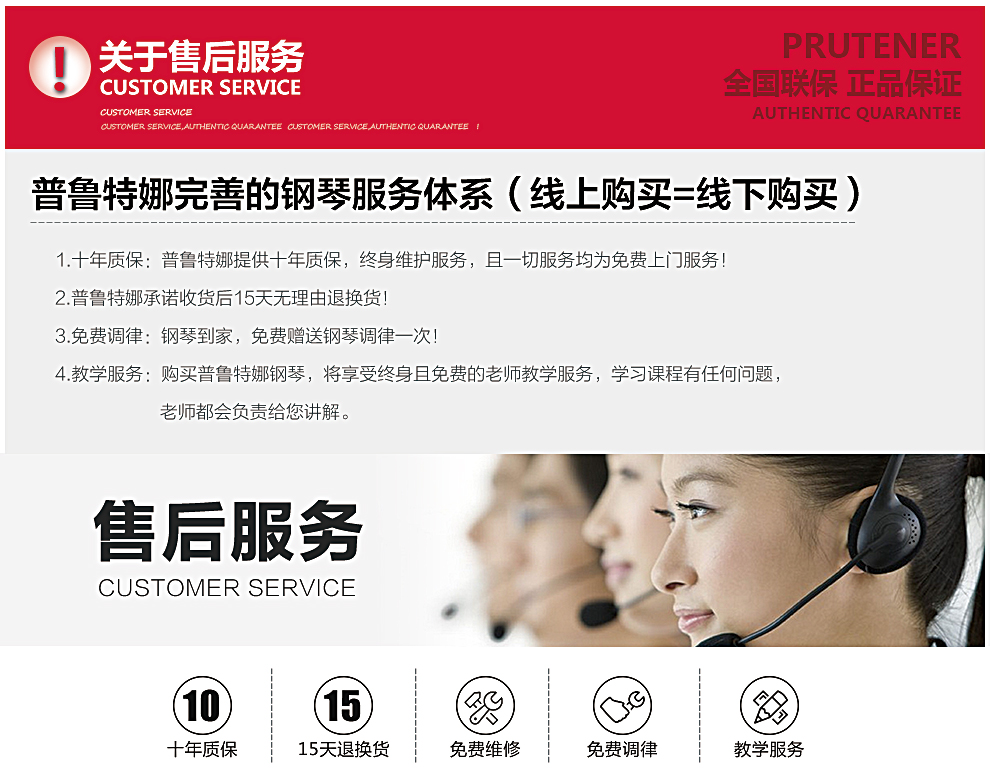 !
关于售后服务
CUSTOMER SERVICE
CUSTOMER SERVICE
CUSTOMER SERVICE,AUTHENTIC QUARANTEE CUSTOMER SERVICE,AUTHENTIC QUARANTEE 1
PRUTENER
全国联保 正品保证
AUTHENTIC QUARANTEE
普鲁特娜完善的钢琴服务体系（线上购买=线下购买）
1.十年质保：普鲁特娜提供十年质保，终身维护服务，且一切服务均为免费上门服务！
2.普鲁特娜承诺收货后15天无理由退换货！
3.免费调律：钢琴到家，免费赠送钢琴调律一次！
4.教学服务：购买普鲁特娜钢琴，将享受终身且免费的老师教学服务，学习课程有任何问题，
老师都会负责给您讲解。
售后服务
CUSTOMER SERVICE
10
十年质保
15
15天退换货
免费维修
免费调律
教学服务